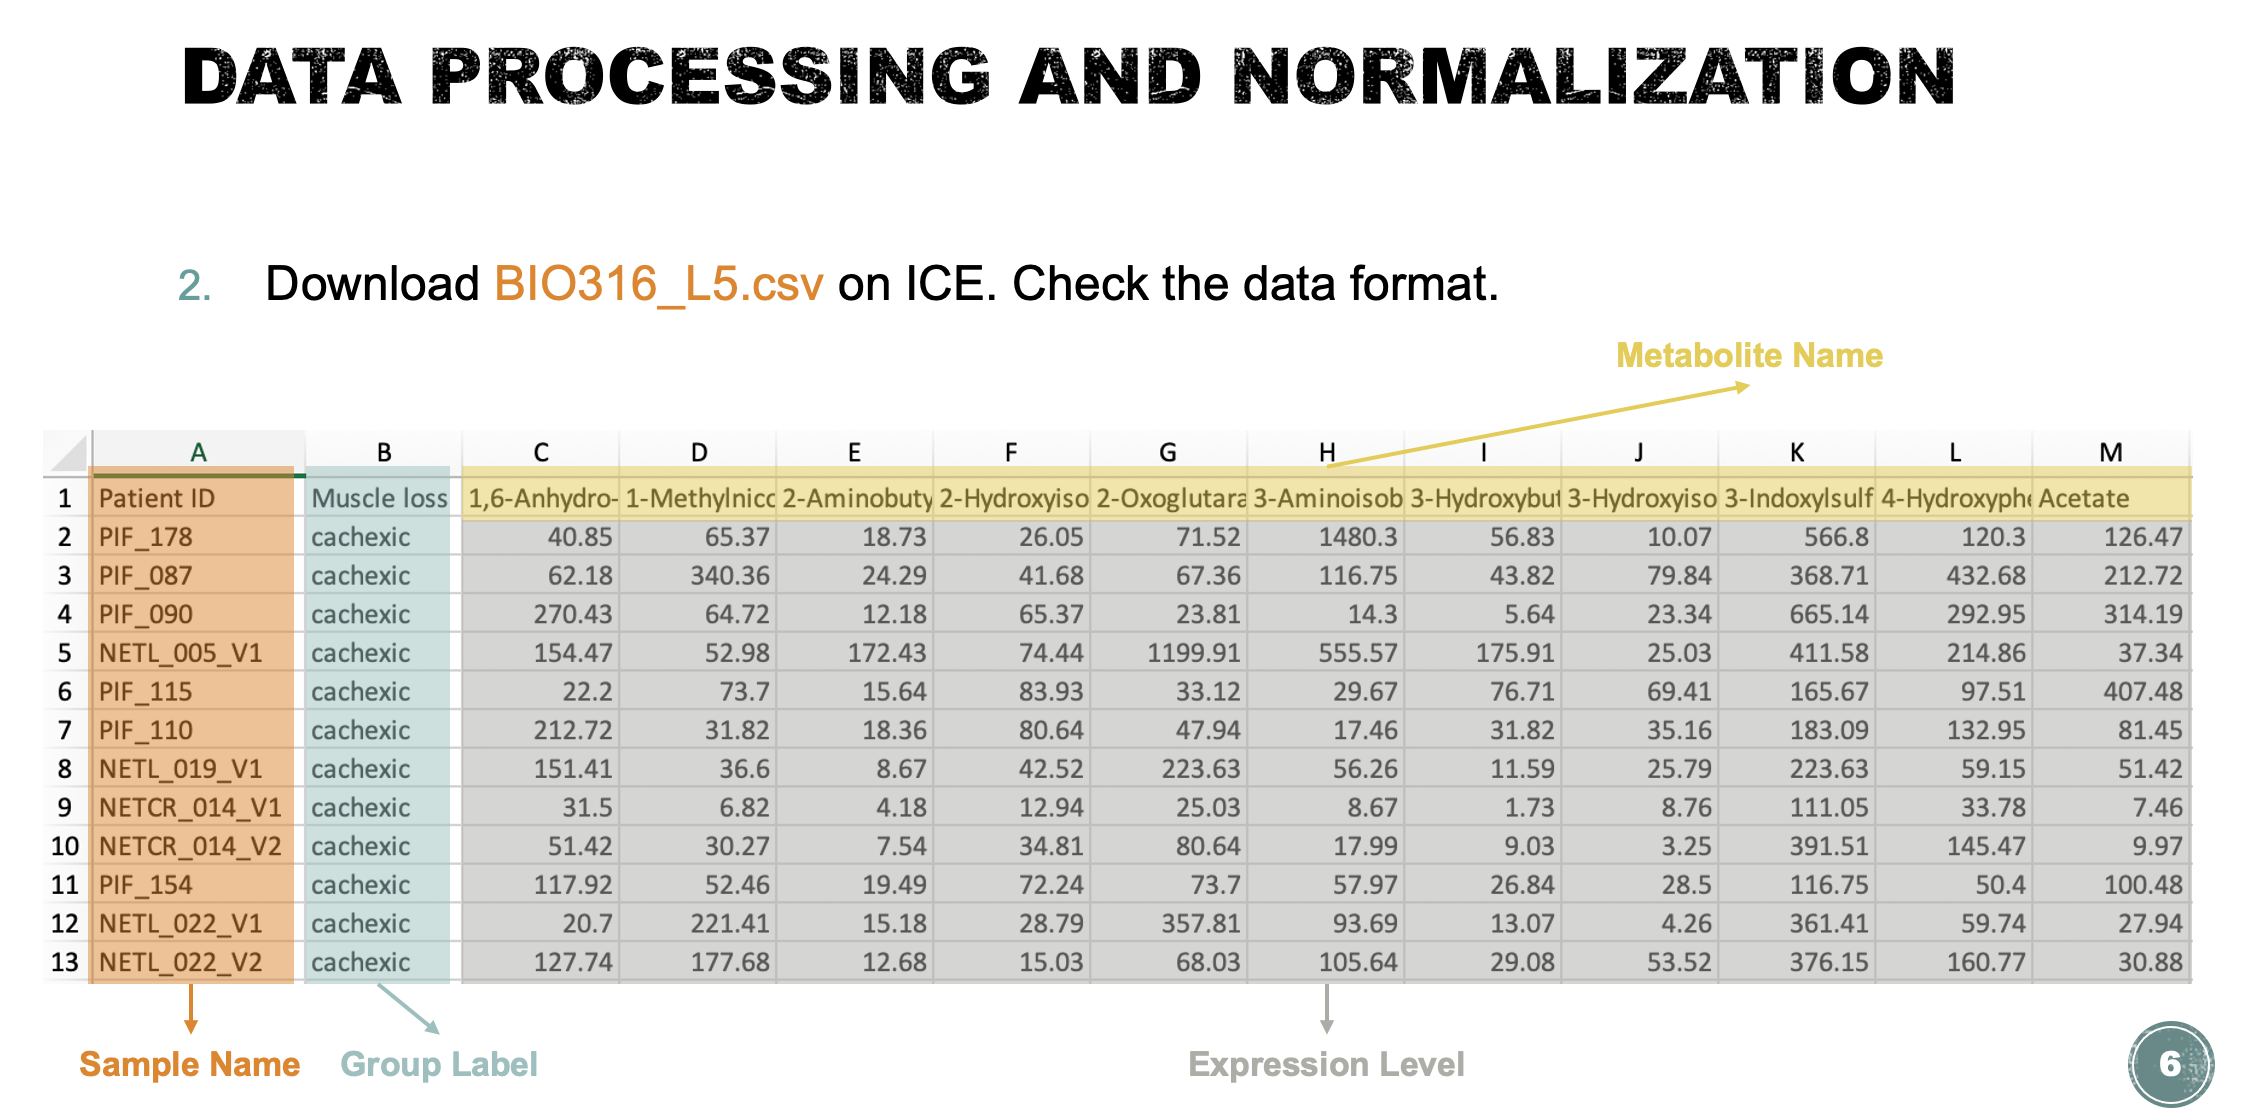 DATA PROCESSING AND NORMALIZATION
2. Download BIO316_L5.csv on ICE. Check the data format.
Metabolite Name
A B C D E F G H I J K L M
1 Patient ID Muscle loss 1,6-Anhydro- 1-Methylnicc 2-Aminobuty 2-Hydroxyiso 2-Oxoglutara 3-Aminoisob 3-Hydroxybut 3-Hydroxyiso 3-Indoxylsulf 4-Hydroxyphe Acetate
2 PIF_178 cachexic 40.85 65.37 18.73 26.05 71.52 1480.3 56.83 10.07 566.8 120.3 126.47
3 PIF_087 cachexic 62.18 340.36 24.29 41.68 67.36 116.75 43.82 79.84 368.71 432.68 212.72
4 PIF_090 cachexic 270.43 64.72 12.18 65.37 23.81 14.3 5.64 23.34 665.14 292.95 314.19
5 NETL_005_V1 cachexic 154.47 52.98 172.43 74.44 1199.91 555.57 175.91 25.03 411.58 214.86 37.34
6 PIF_115 cachexic 22.2 73.7 15.64 83.93 33.12 29.67 76.71 69.41 165.67 97.51 407.48
7 PIF_110 cachexic 212.72 31.82 18.36 80.64 47.94 17.46 31.82 35.16 183.09 132.95 81.45
8 NETL_019_V1 cachexic 151.41 36.6 8.67 42.52 223.63 56.26 11.59 25.79 223.63 59.15 51.42
9 NETCR_014_V1 cachexic 31.5 6.82 4.18 12.94 25.03 8.67 1.73 8.76 111.05 33.78 7.46
10 NETCR_014_V2 cachexic 51.42 30.27 7.54 34.81 80.64 17.99 9.03 3.25 391.51 145.47 9.97
11 PIF_154 cachexic 117.92 52.46 19.49 72.24 73.7 57.97 26.84 28.5 116.75 50.4 100.48
12 NETL_022_V1 cachexic 20.7 221.41 15.18 28.79 357.81 93.69 13.07 4.26 361.41 59.74 27.94
13 NETL_022_V2 cachexic 127.74 177.68 12.68 15.03 68.03 105.64 29.08 53.52 376.15 160.77 30.88
Sample Name Group Label Expression Level
6